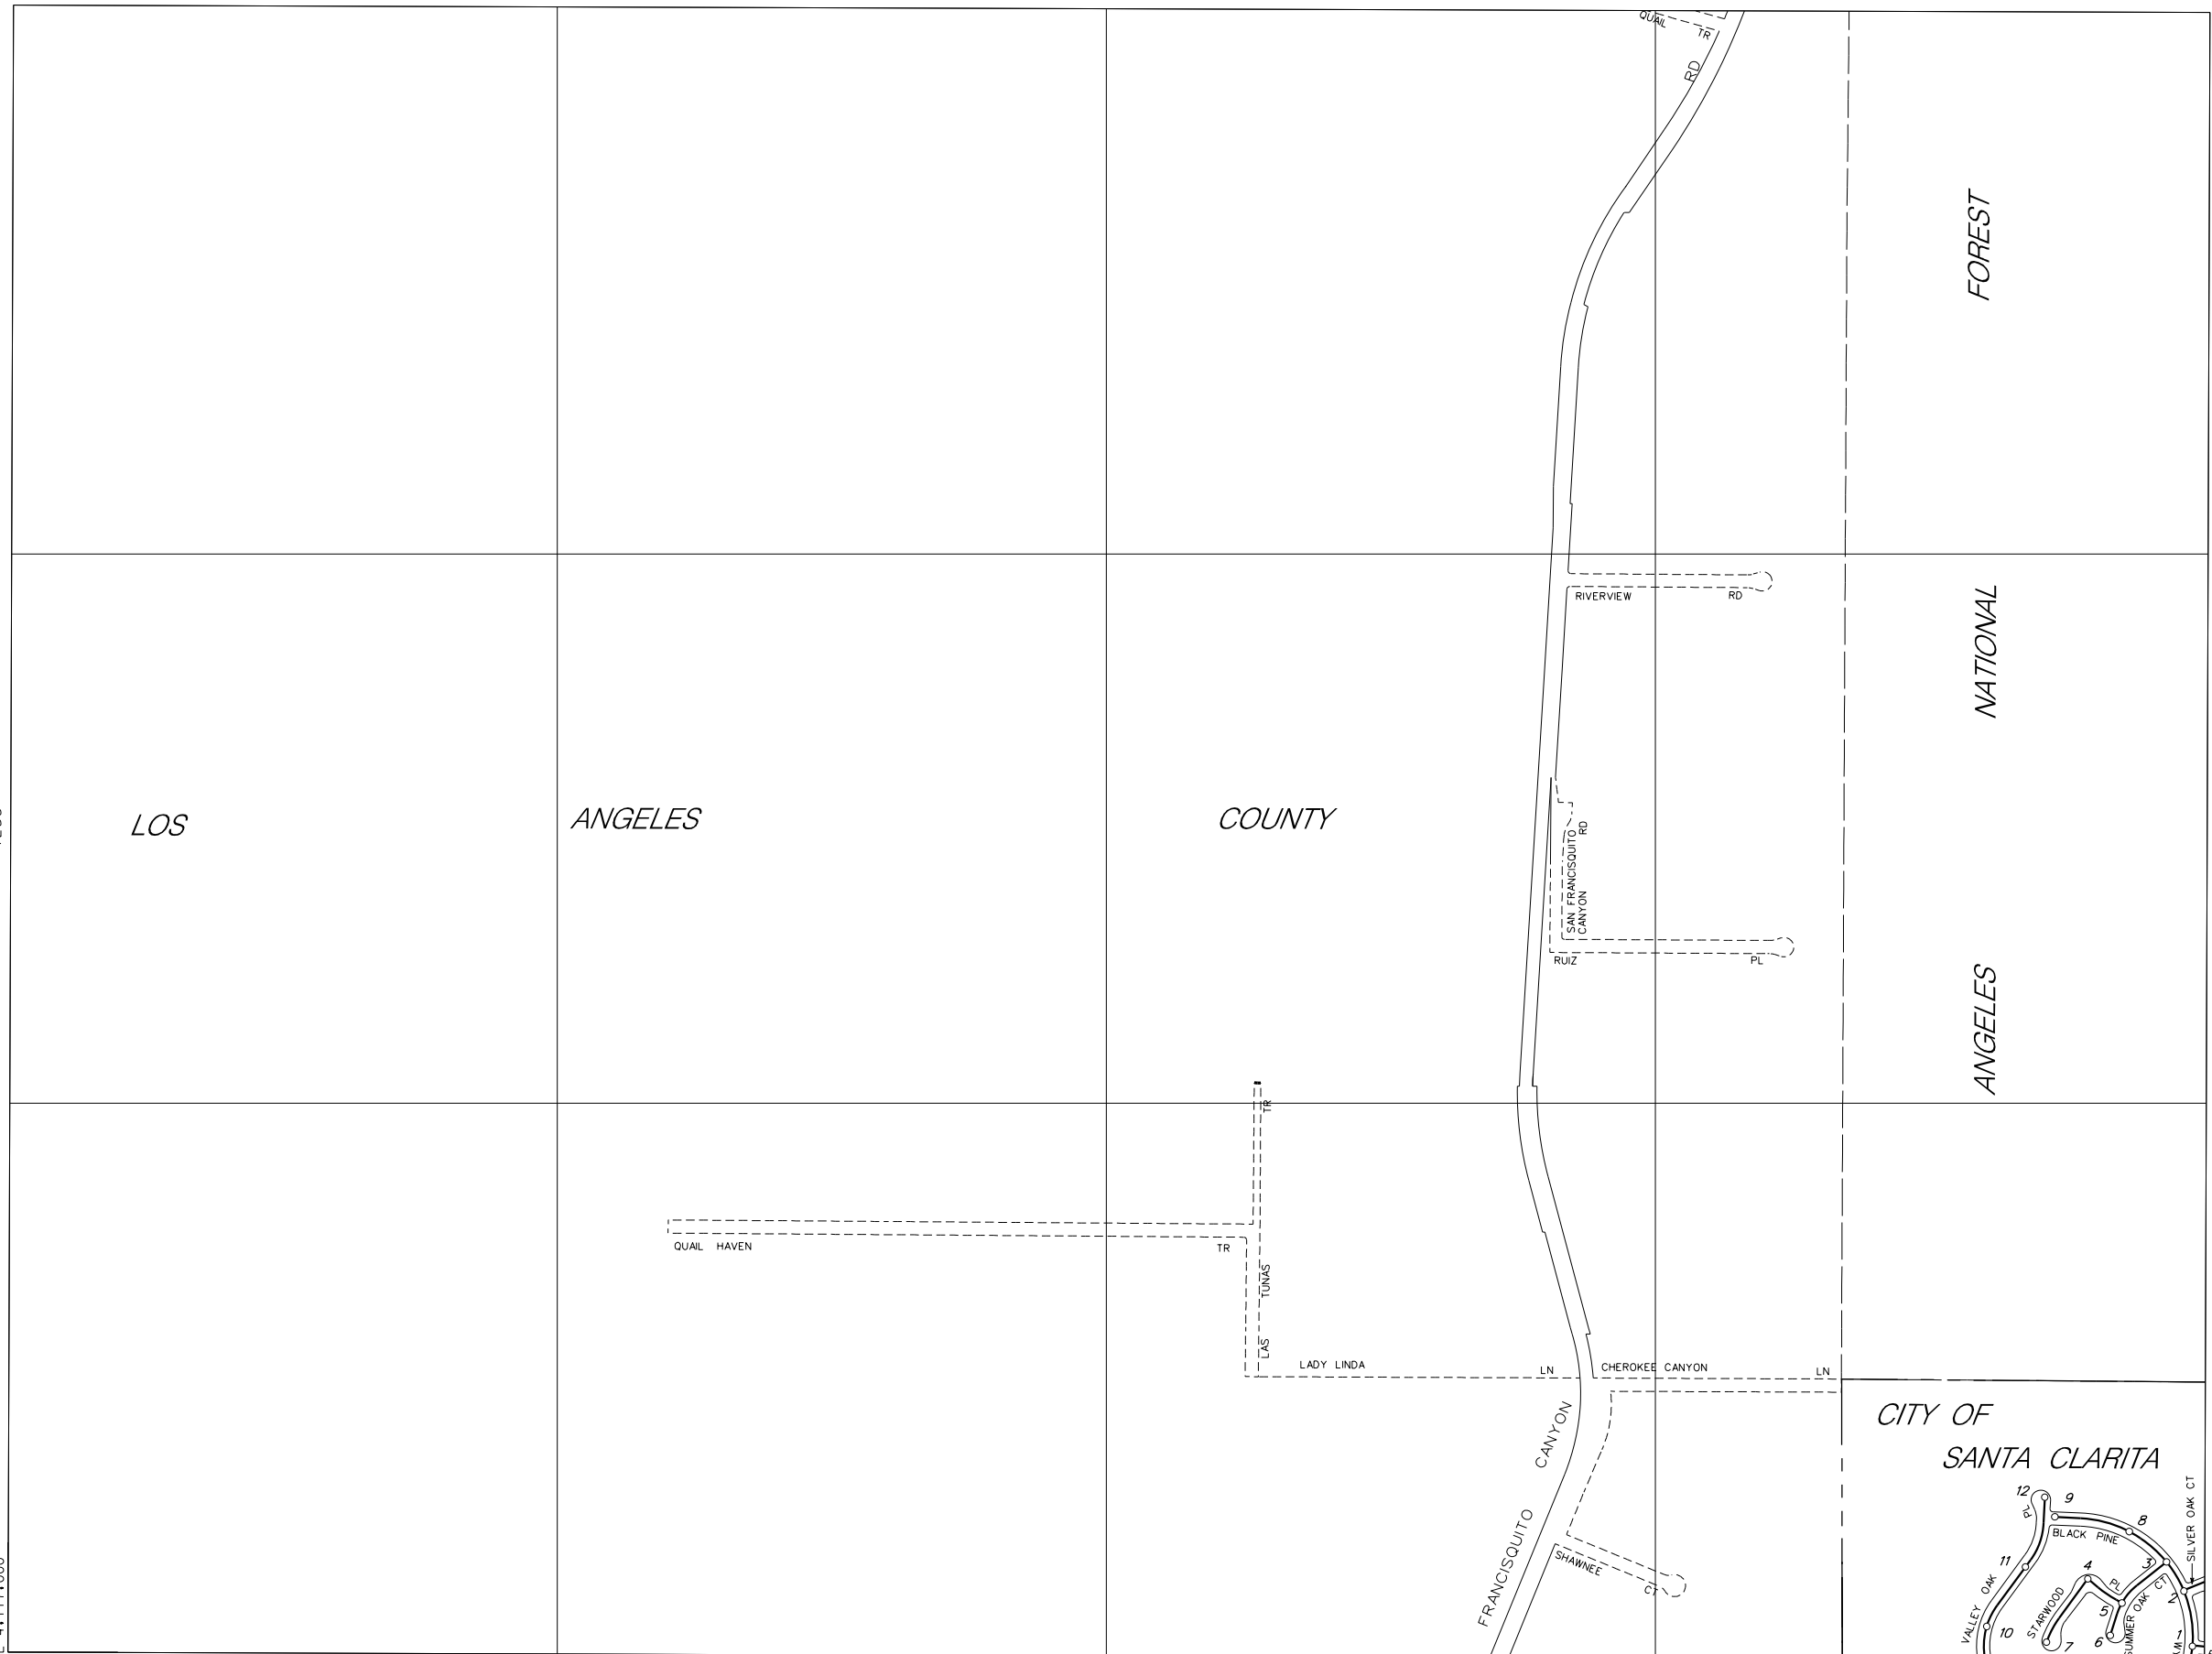 QUAIL TR
RD
FOREST
RIVERVIEW RD
NATIONAL
LOS ANGELES COUNTY
SAN FRANCISQUITO
CANYON RD
RUIZ PL
ANGELES
TR
QUAIL HAVEN TR
LAS TUNAS
LADY LINDA LN
CHEROKEE CANYON LN
CITY OF
SANTA CLARITA
FRANCISQUITO CANYON
SHAWNEE CT
SILVER OAK CT
12
9
PL
8
BLACK PINE
11
4
3
VALLEY OAK
STARWOOD PL
SUMMER OAK CT
2
5
10
7
6
1